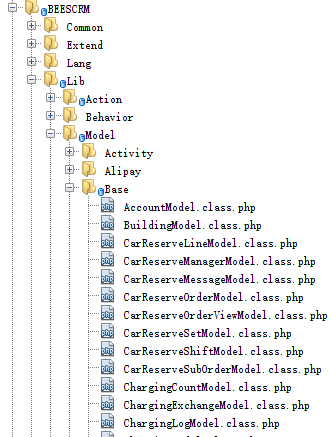 BEESCRM
Common
Extend
Lang
Lib
Action
Behavior
Model
Activity
Alipay
Base
AccountModel.class.php
BuildingModel.class.php
CarReserveLineModel.class.php
CarReserveManagerModel.class.php
CarReserveMessageModel.class.php
CarReserveOrderModel.class.php
CarReserveOrderViewModel.class.php
CarReserveSetModel.class.php
CarReserveShiftModel.class.php
CarReserveSubOrderModel.class.php
ChargingCountModel.class.php
ChargingExchangeModel.class.php
ChargingLogModel.class.php